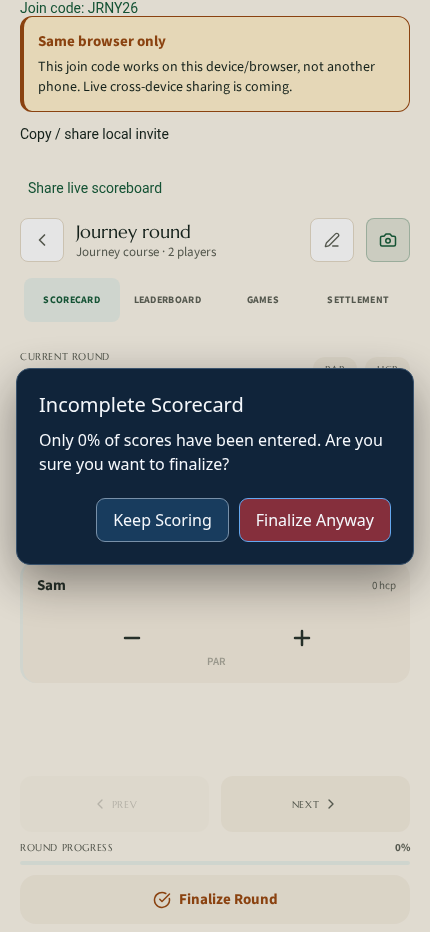 Join code: JRNY26
Same browser only
This join code works on this device/browser, not another
phone. Live cross-device sharing is coming.
Copy / share local invite
Share live scoreboard
Journey round
Journey course · 2 players
SCORECARD
LEADERBOARD
GAMES
SETTLEMENT
CURRENT ROUND
Incomplete Scorecard
Only 0% of scores have been entered. Are you
sure you want to finalize?
Keep Scoring
Finalize Anyway
Sam
0 hcp
PAR
PREV
NEXT
ROUND PROGRESS
0%
Finalize Round